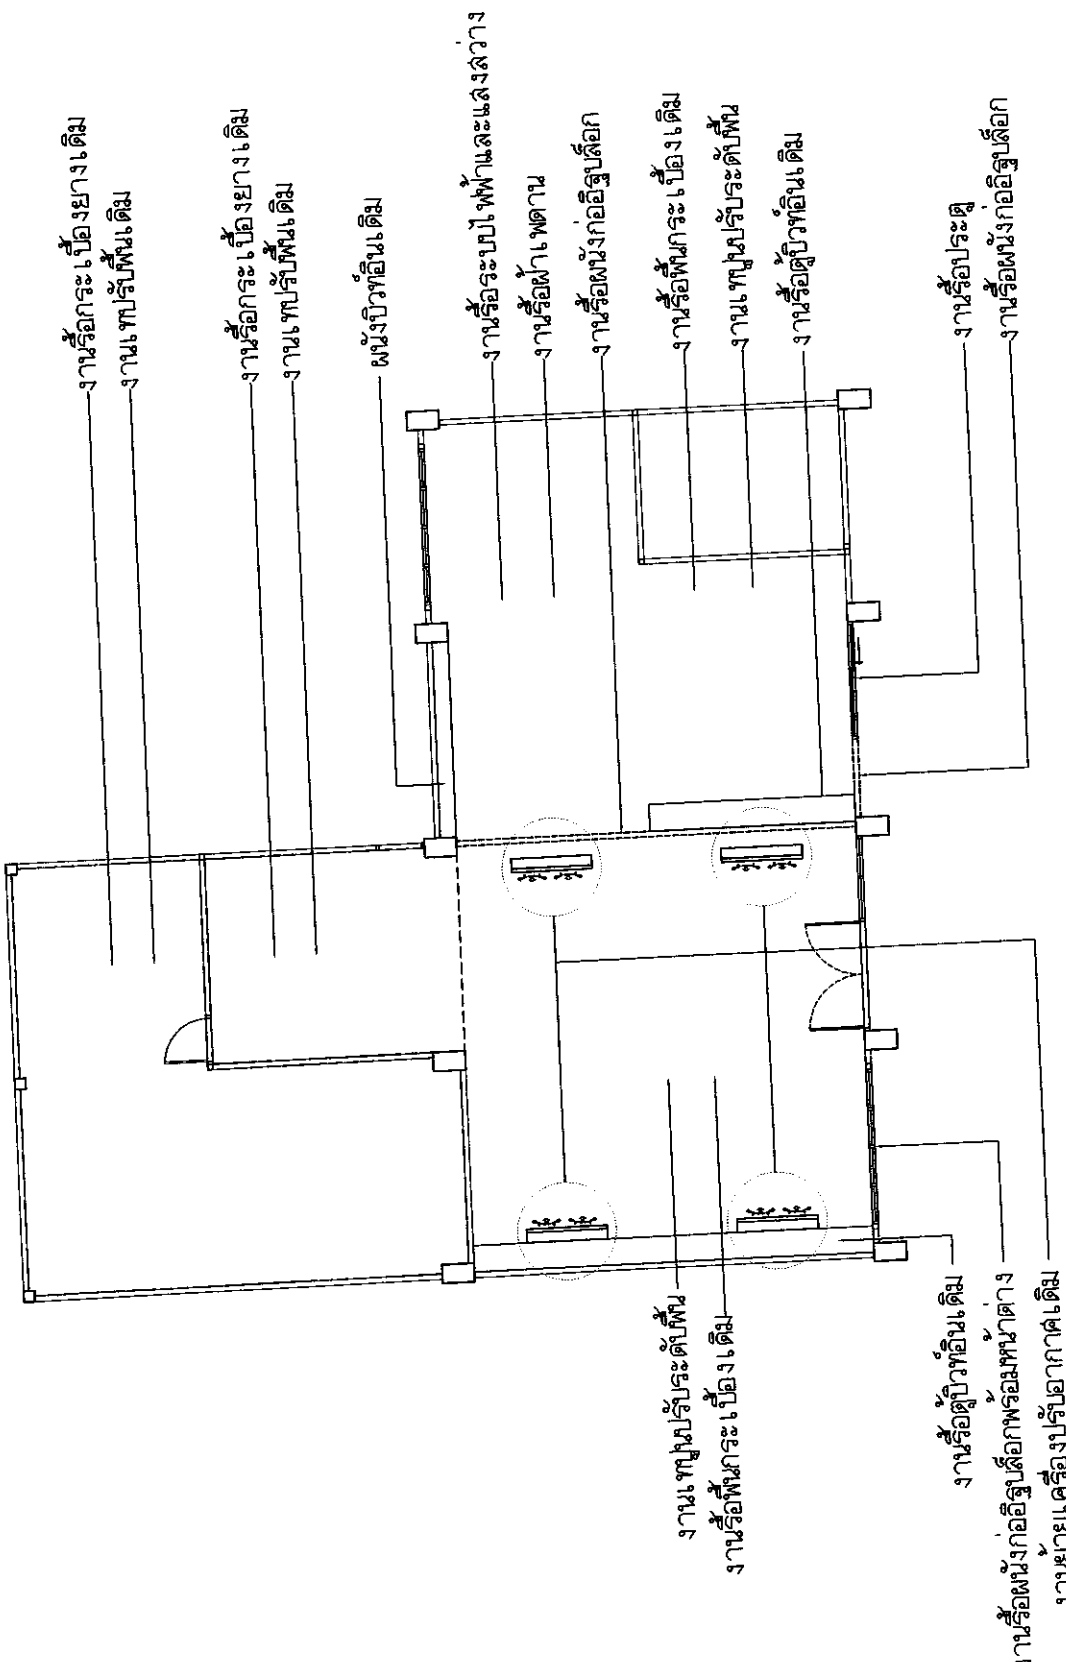 งานรื้อกระเบื้องยางเดิม
งานเทปรับพื้นเดิม
งานรื้อกระเบื้องยางเดิม
งานเทปรับพื้นเดิม
ผนังบิวท์อินเดิม
งานรื้อระบบไฟฟ้าและแสงสว่าง
งานรื้อฝ้าเพดาน
งานรื้อผนังก่ออิฐบล็อก
งานรื้อพื้นกระเบื้องเดิม
งานเทปูนปรับระดับพื้น
งานรื้อตู้บิวท์อินเดิม
งานรื้อประตู
งานรื้อผนังก่ออิฐบล็อก
งานเทปูนปรับระดับพื้น
งานรื้อพื้นกระเบื้องเดิม
งานรื้อตู้บิวท์อินเดิม
งานรื้อผนังก่ออิฐบล็อกพร้อมหน้าต่าง
งานย้ายเครื่องปรับอากาศเดิม